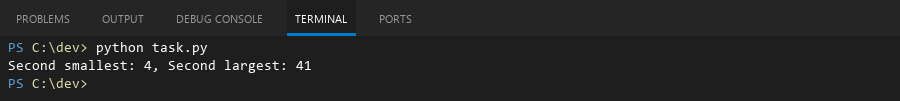 PROBLEMS OUTPUT DEBUG CONSOLE TERMINAL PORTS
PS C:\dev> python task.py
Second smallest: 4, Second largest: 41
PS C:\dev>